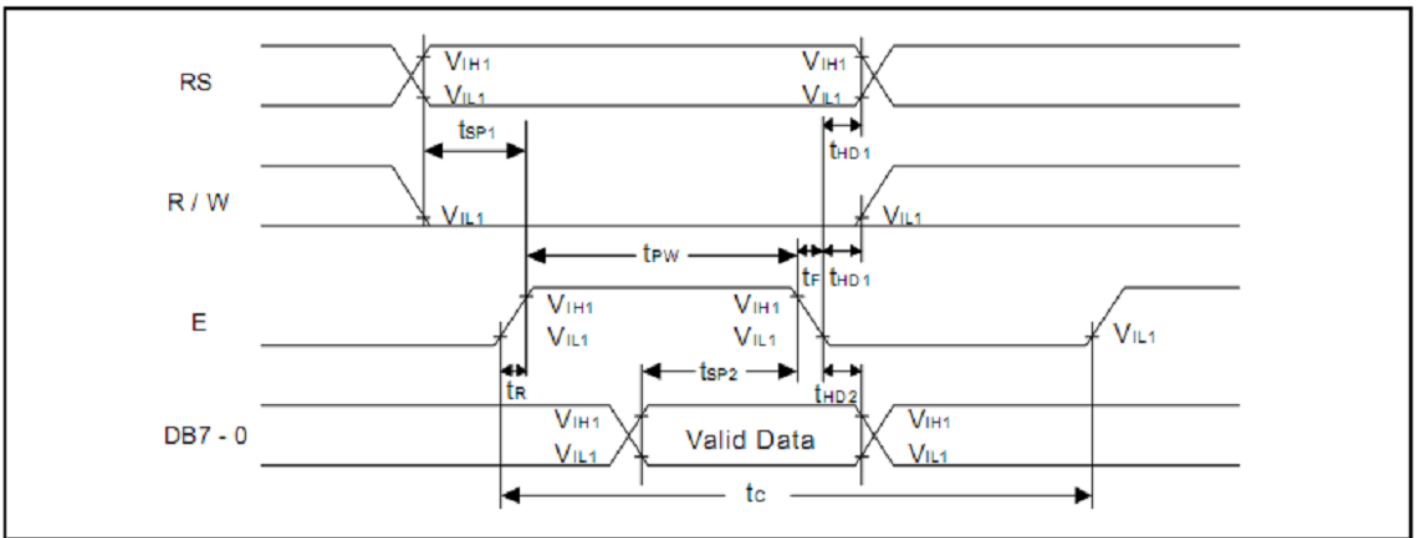 RS
VIH1
VIL1
VIH1
VIL1
tSP1
tHD1
R / W
VIL1
VIL1
tPW
tF
tHD1
E
VIH1
VIL1
VIH1
VIL1
VIL1
tR
tSP2
tHD2
DB7 - 0
VIH1
VIL1
Valid Data
VIH1
VIL1
tC